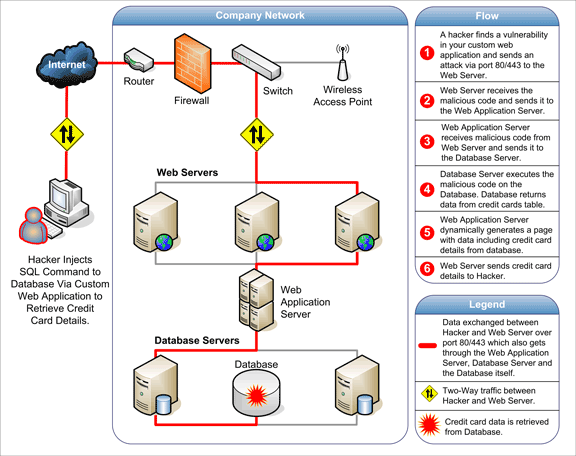 Company Network
Internet
Router
Firewall
Switch
Wireless
Access Point
Web Servers
Hacker Injects
SQL Command to
Database Via Custom
Web Application to
Retrieve Credit
Card Details.
Web
Application
Server
Database Servers
Database
Flow
1
A hacker finds a vulnerability
in your custom web
application and sends an
attack via port 80/443 to the
Web Server.
2
Web Server receives the
malicious code and sends it to
the Web Application Server.
3
Web Application Server
receives malicious code from
Web Server and sends it to
the Database Server.
4
Database Server executes the
malicious code on the
Database. Database returns
data from credit cards table.
5
Web Application Server
dynamically generates a page
with data including credit card
details from database.
6
Web Server sends credit card
details to Hacker.
Legend
Data exchanged between
Hacker and Web Server over
port 80/443 which also gets
through the Web Application
Server, Database Server and
the Database itself.
Two-Way traffic between
Hacker and Web Server.
Credit card data is retrieved
from Database.